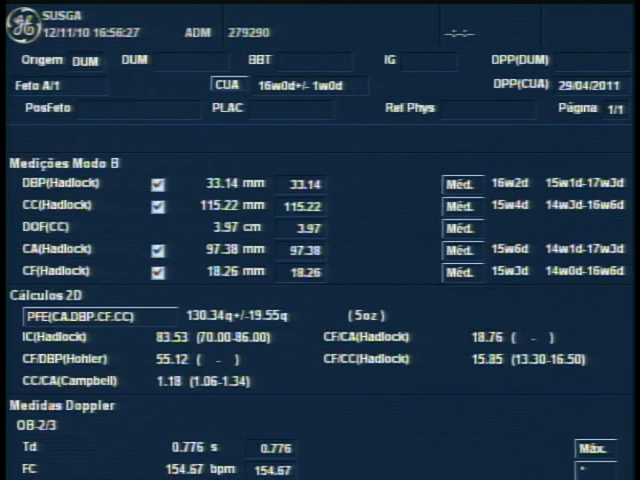 SUSGA
12/11/10 16:56:27 ADM 279290 --:--:--
Origem DUM DUM BBT IG DPP(DUM)
Feto A/1 CUA 16w0d+/- 1w0d DPP(CUA) 29/04/2011
PosFeto PLAC Ref Phys Página 1/1
Medições Modo B
DBP(Hadlock) 33.14 mm 33.14 Méd. 16w2d 15w1d-17w3d
CC(Hadlock) 115.22 mm 115.22 Méd. 15w4d 14w3d-16w6d
DOF(CC) 3.97 cm 3.97 Méd.
CA(Hadlock) 97.38 mm 97.38 Méd. 15w6d 14w1d-17w3d
CF(Hadlock) 18.26 mm 18.26 Méd. 15w3d 14w0d-16w6d
Cálculos 2D
PFE(CA.DBP.CF.CC) 130.34g+/-19.55g (5oz)
IC(Hadlock) 83.53 (70.00-86.00) CF/CA(Hadlock) 18.76 ( - )
CF/DBP(Hohler) 55.12 ( - ) CF/CC(Hadlock) 15.85 (13.30-16.50)
CC/CA(Campbell) 1.18 (1.06-1.34)
Medidas Doppler
OB-2/3
Td 0.776 s 0.776 Máx.
FC 154.67 bpm 154.67